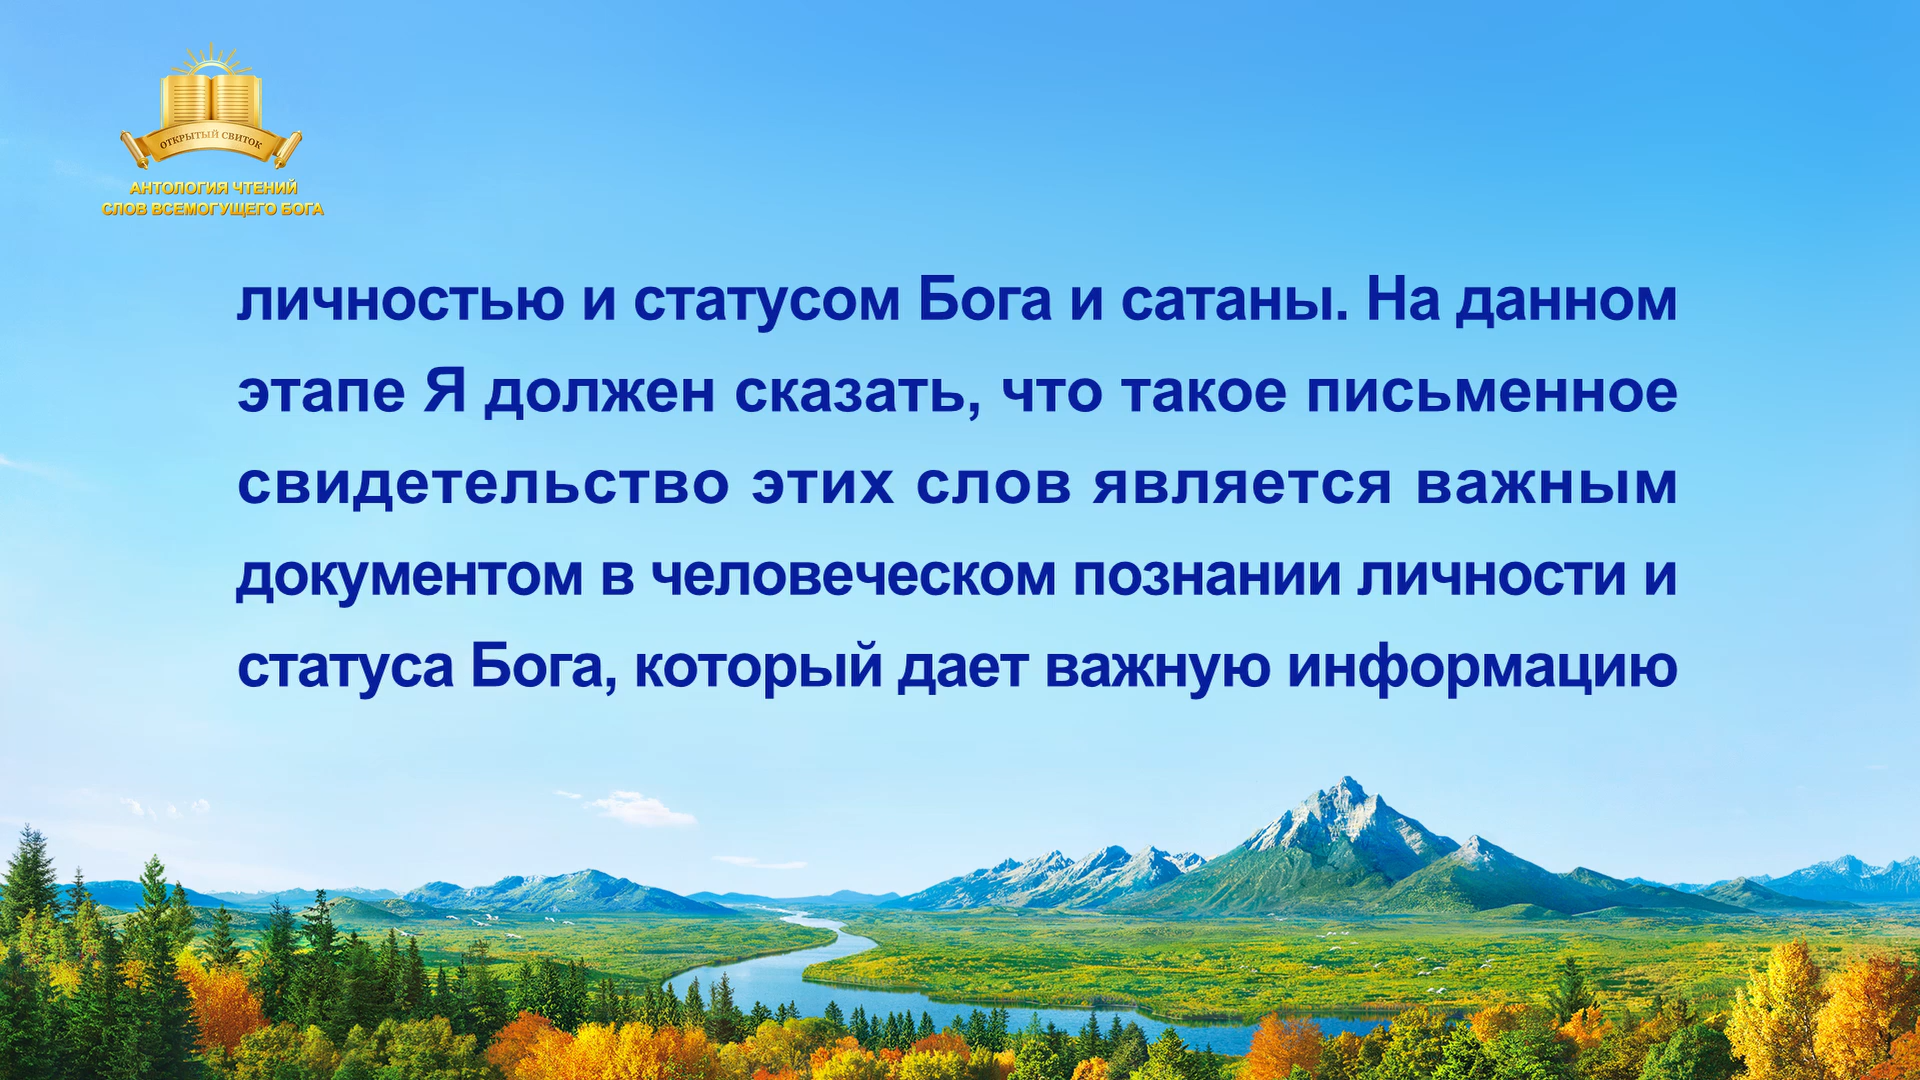 ОТКРЫТЫЙ СВИТОК
АНТОЛОГИЯ ЧТЕНИЙ
СЛОВ ВСЕМОГУЩЕГО БОГА
личностью и статусом Бога и сатаны. На данном
этапе Я должен сказать, что такое письменное
свидетельство этих слов является важным
документом в человеческом познании личности и
статуса Бога, который дает важную информацию